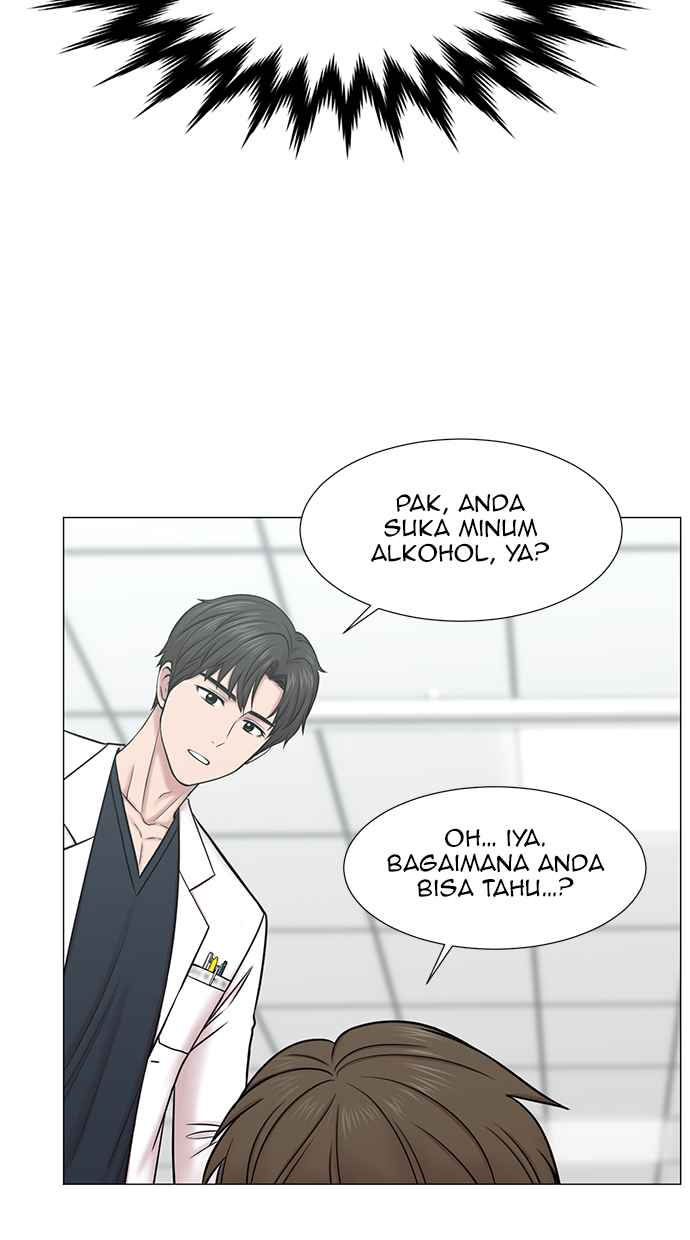 PAK, ANDA
SUKA MINUM
ALKOHOL, YA?
OH... IYA.
BAGAIMANA ANDA
BISA TAHU...?